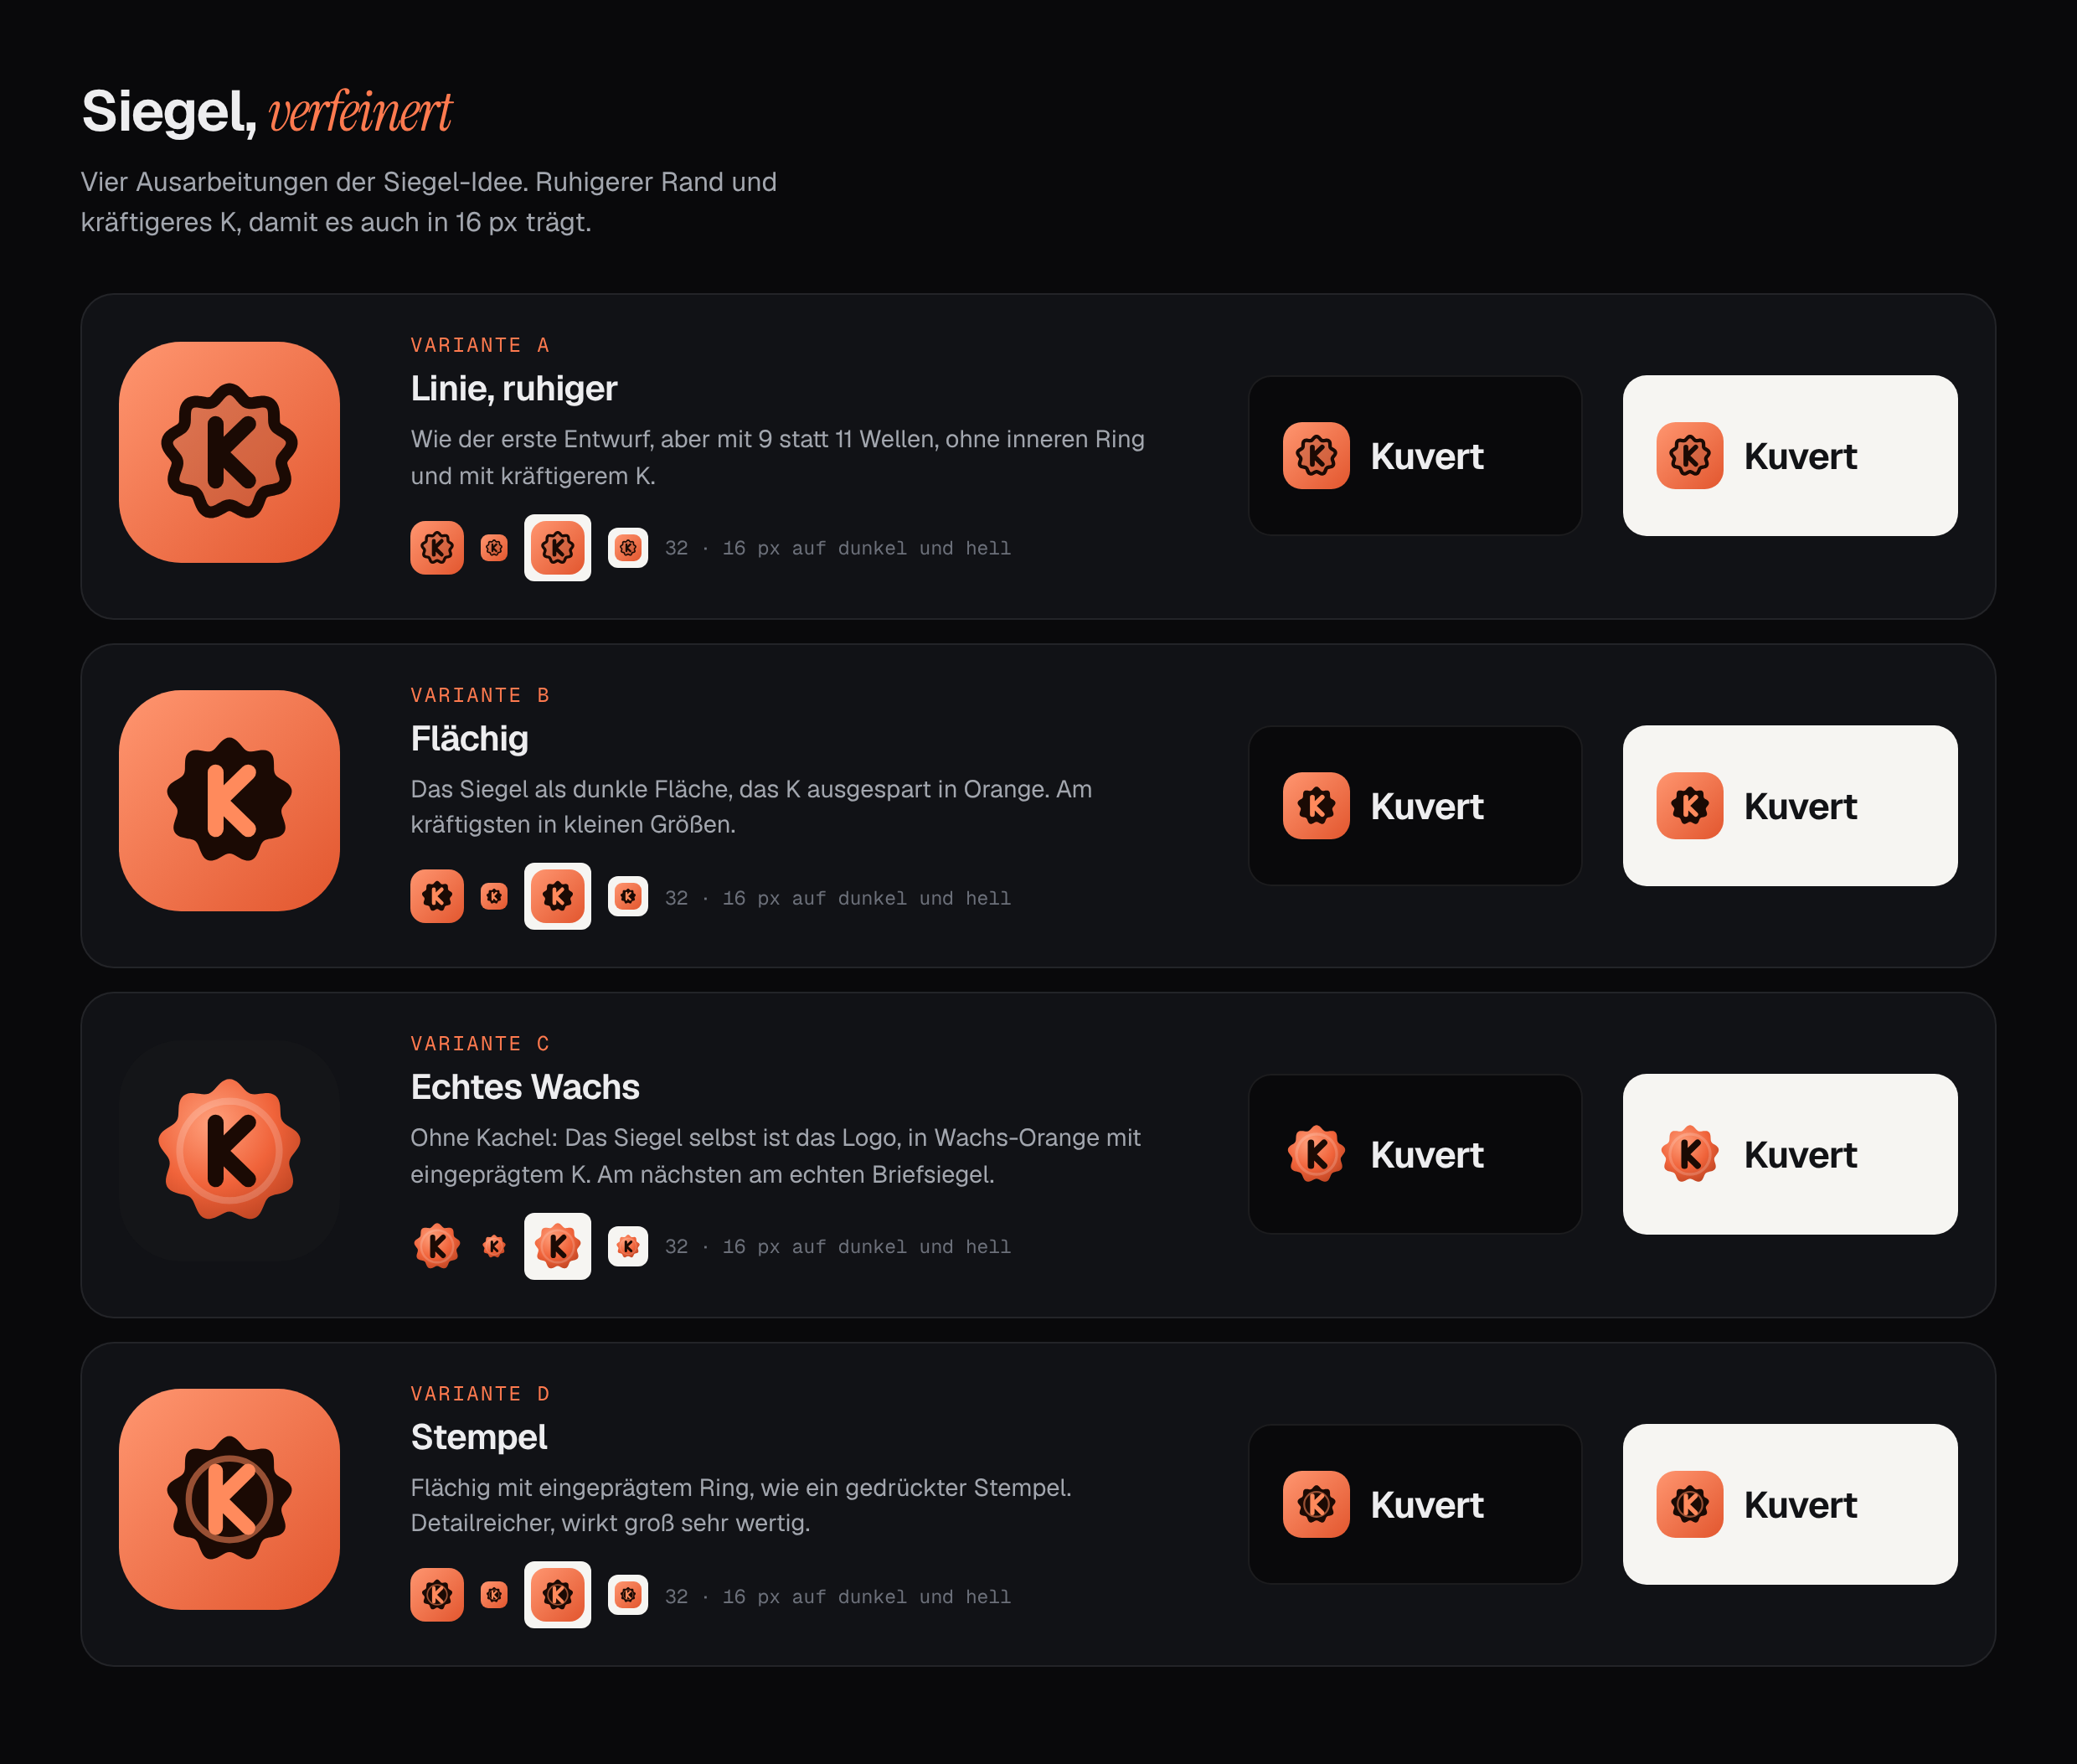 Siegel, verfeinert
Vier Ausarbeitungen der Siegel-Idee. Ruhigerer Rand und
kräftigeres K, damit es auch in 16 px trägt.
K
VARIANTE A
Linie, ruhiger
Wie der erste Entwurf, aber mit 9 statt 11 Wellen, ohne inneren Ring
und mit kräftigerem K.
K K K K 32 · 16 px auf dunkel und hell
K Kuvert
K Kuvert
K
VARIANTE B
Flächig
Das Siegel als dunkle Fläche, das K ausgespart in Orange. Am
kräftigsten in kleinen Größen.
K K K K 32 · 16 px auf dunkel und hell
K Kuvert
K Kuvert
K
VARIANTE C
Echtes Wachs
Ohne Kachel: Das Siegel selbst ist das Logo, in Wachs-Orange mit
eingeprägtem K. Am nächsten am echten Briefsiegel.
K K K K 32 · 16 px auf dunkel und hell
K Kuvert
K Kuvert
K
VARIANTE D
Stempel
Flächig mit eingeprägtem Ring, wie ein gedrückter Stempel.
Detailreicher, wirkt groß sehr wertig.
K K K K 32 · 16 px auf dunkel und hell
K Kuvert
K Kuvert